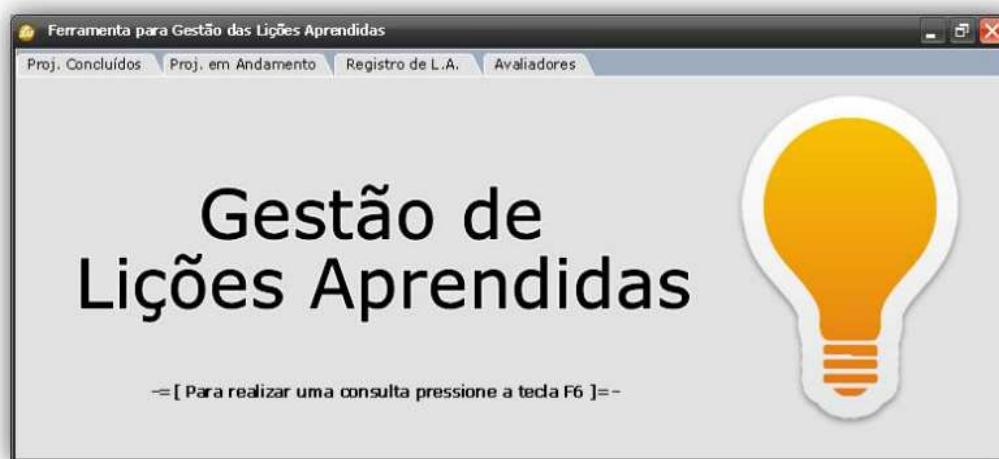 Ferramenta para Gestão das Lições Aprendidas
Proj. Concluídos Proj. em Andamento Registro de L.A. Avaliadores
Gestão de
Lições Aprendidas
-=[ Para realizar uma consulta pressione a tecla F6 ]=-